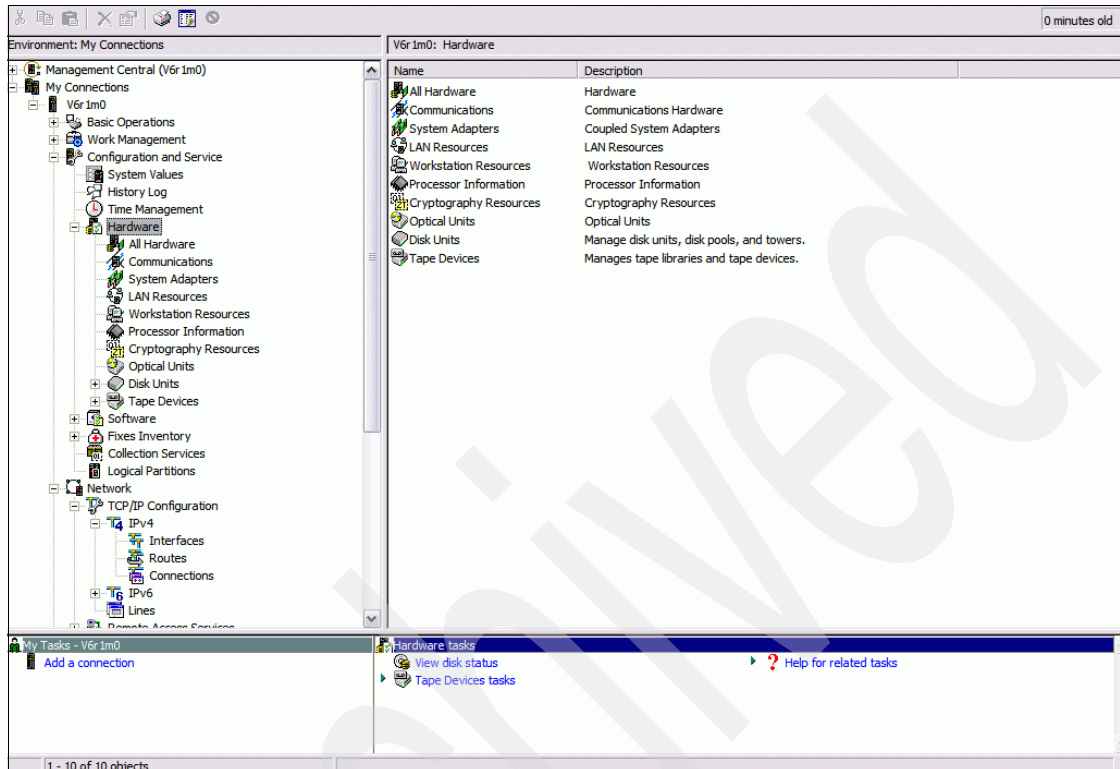 0 minutes old
Environment: My Connections
V6r1m0: Hardware
Management Central (V6r1m0)
My Connections
V6r1m0
Basic Operations
Work Management
Configuration and Service
System Values
History Log
Time Management
Hardware
All Hardware
Communications
System Adapters
LAN Resources
Workstation Resources
Processor Information
Cryptography Resources
Optical Units
Disk Units
Tape Devices
Software
Fixes Inventory
Collection Services
Logical Partitions
Network
TCP/IP Configuration
IPv4
Interfaces
Routes
Connections
IPv6
Lines
Remote Access Services
Name Description
All Hardware Hardware
Communications Communications Hardware
System Adapters Coupled System Adapters
LAN Resources LAN Resources
Workstation Resources Workstation Resources
Processor Information Processor Information
Cryptography Resources Cryptography Resources
Optical Units Optical Units
Disk Units Manage disk units, disk pools, and towers.
Tape Devices Manages tape libraries and tape devices.
My Tasks - V6r1m0
Add a connection
Hardware tasks
View disk status
Tape Devices tasks
Help for related tasks
1 - 10 of 10 objects